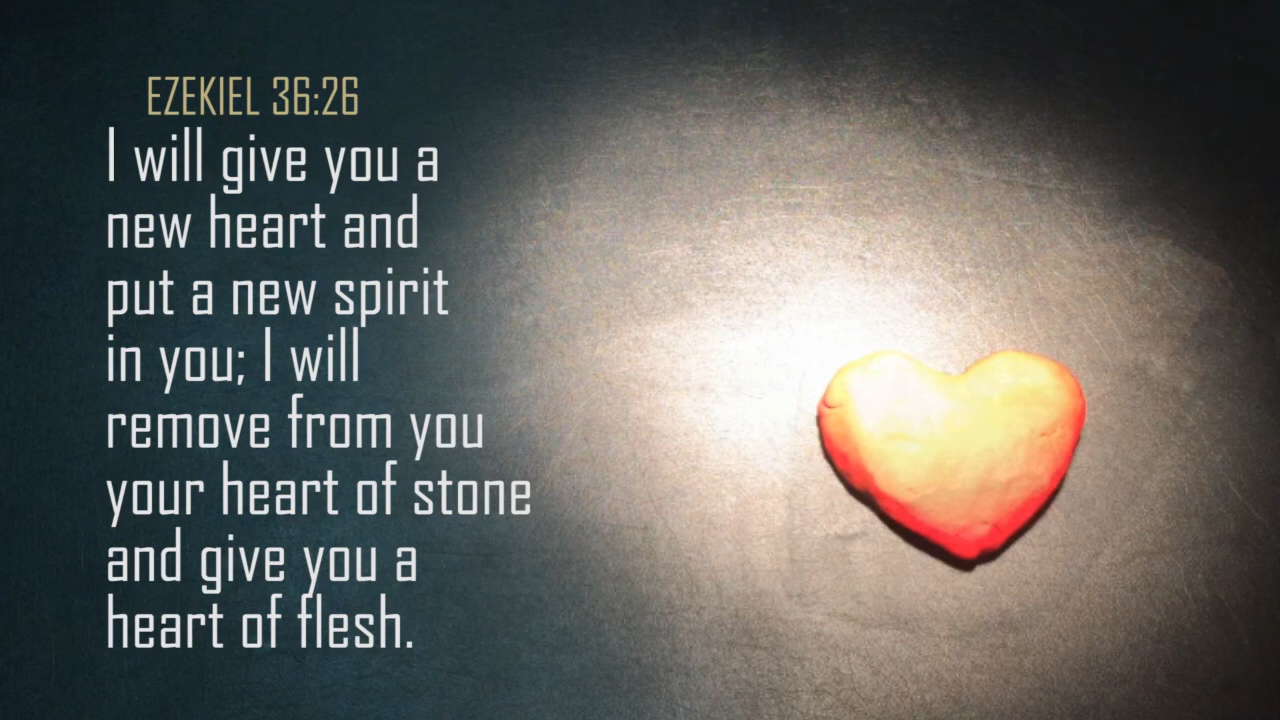 EZEKIEL 36:26
I will give you a
new heart and
put a new spirit
in you; I will
remove from you
your heart of stone
and give you a
heart of flesh.